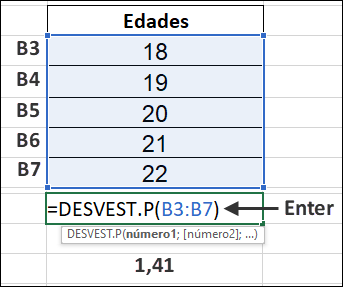 Edades
B3 18
B4 19
B5 20
B6 21
B7 22
=DESVEST.P(B3:B7) Enter
DESVEST.P(número1; [número2]; ...)
1,41